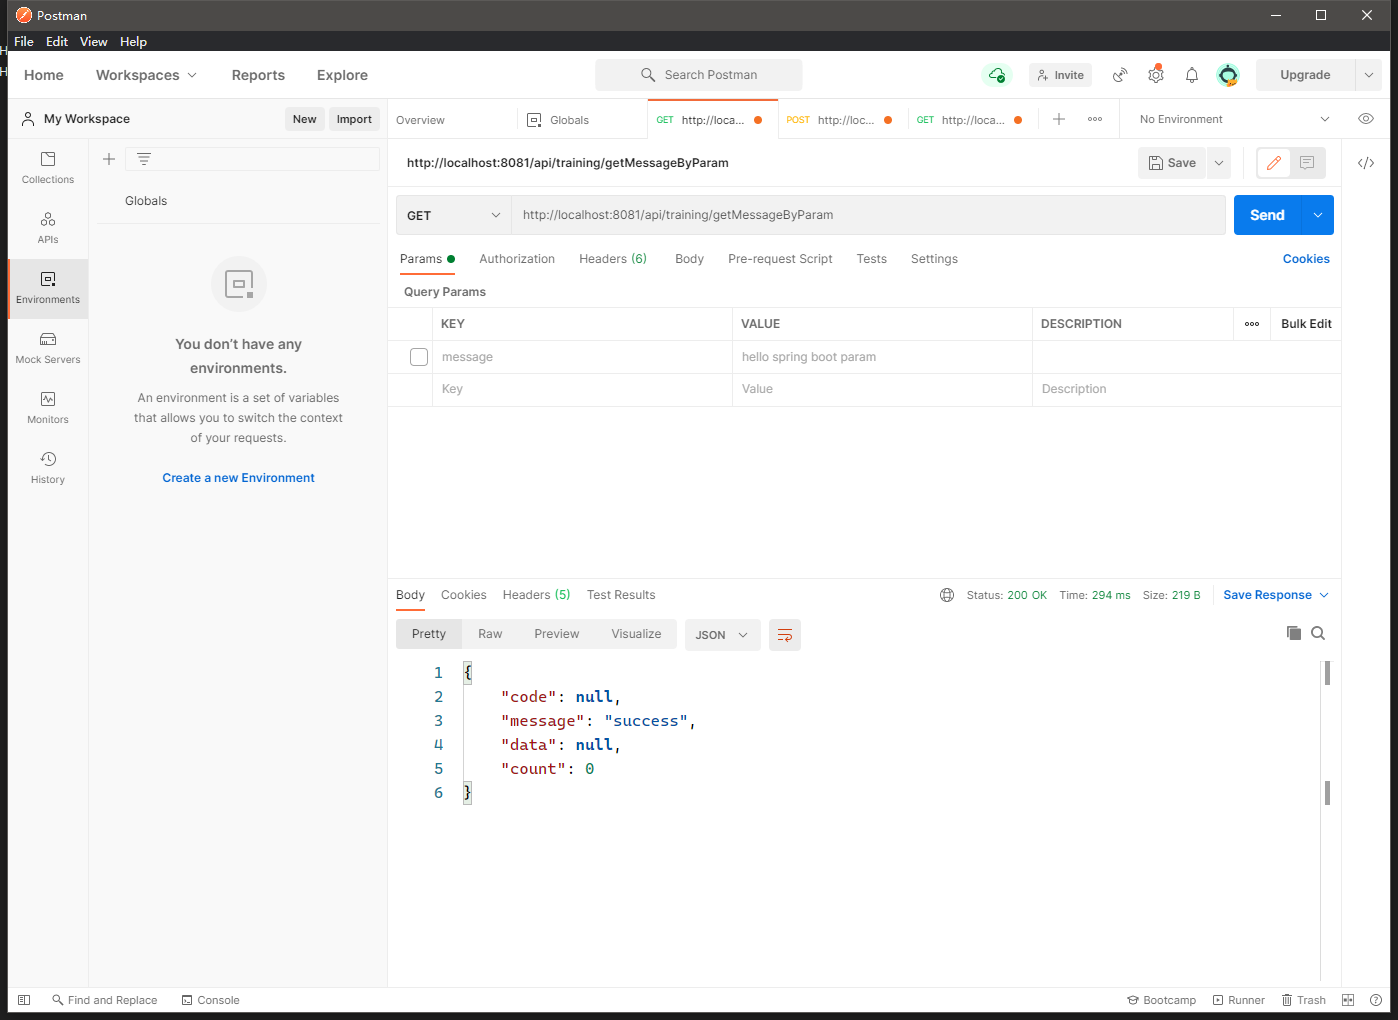 Postman
File Edit View Help
H
H
Home Workspaces Reports Explore Search Postman Invite Upgrade
My Workspace New Import Overview Globals GET http://loca... POST http://loc... GET http://loca... No Environment
Collections
APIs
Environments
Mock Servers
Monitors
History
Globals
You don't have any
environments.
An environment is a set of variables
that allows you to switch the context
of your requests.
Create a new Environment
http://localhost:8081/api/training/getMessageByParam Save
GET http://localhost:8081/api/training/getMessageByParam Send
Params Authorization Headers (6) Body Pre-request Script Tests Settings Cookies
Query Params
KEY VALUE DESCRIPTION Bulk Edit
message hello spring boot param
Key Value Description
Body Cookies Headers (5) Test Results Status: 200 OK Time: 294 ms Size: 219 B Save Response
Pretty Raw Preview Visualize JSON
1 {
2 "code": null,
3 "message": "success",
4 "data": null,
5 "count": 0
6 }
Find and Replace Console Bootcamp Runner Trash